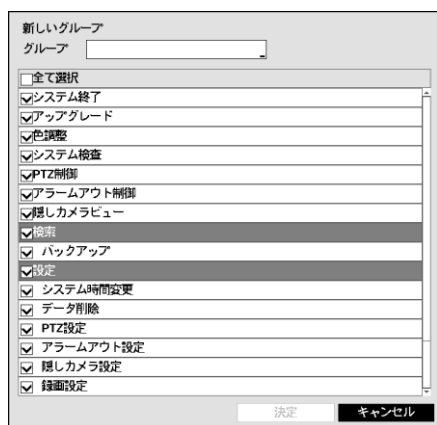 新しいグループ
グループ
全て選択
システム終了
アップグレード
色調整
システム検査
PTZ制御
アラームアウト制御
隠しカメラビュー
検索
バックアップ
設定
システム時間変更
データ削除
PTZ設定
アラームアウト設定
隠しカメラ設定
録画設定
決定 キャンセル